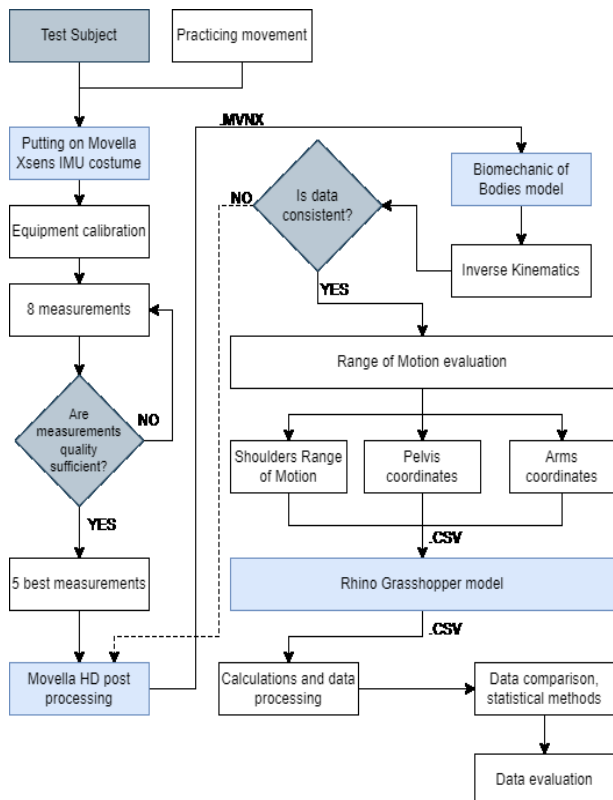 Test Subject
Practicing movement
Putting on Movella
Xsens IMU costume
Equipment calibration
8 measurements
Are
measurements
quality
sufficient?
NO
YES
5 best measurements
Movella HD post
processing
.MVNX
Biomechanic of
Bodies model
Inverse Kinematics
Is data
consistent?
NO
YES
Range of Motion evaluation
Shoulders Range
of Motion
Pelvis
coordinates
Arms
coordinates
.CSV
Rhino Grasshopper model
.CSV
Calculations and data
processing
Data comparison,
statistical methods
Data evaluation